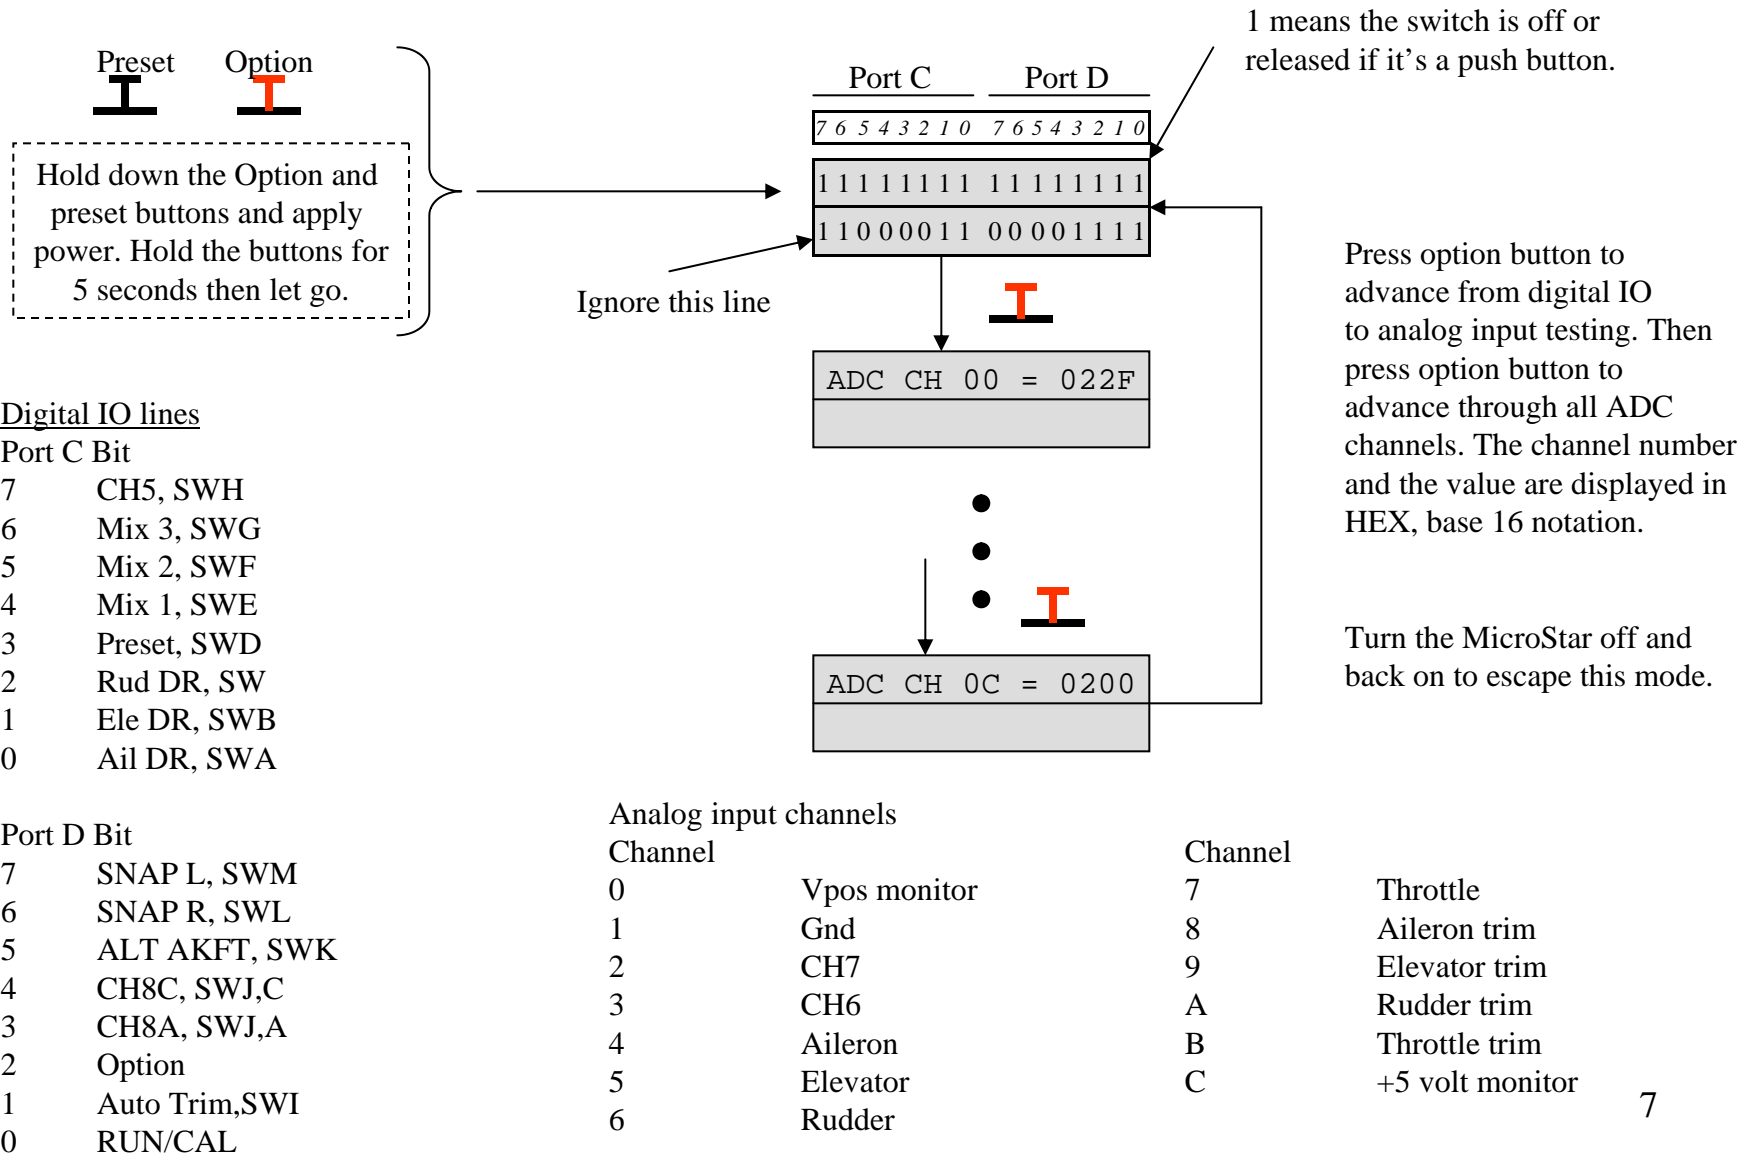 Preset Option
Hold down the Option and
preset buttons and apply
power. Hold the buttons for
5 seconds then let go.
1 means the switch is off or
released if it's a push button.
Port C Port D
7 6 5 4 3 2 1 0 7 6 5 4 3 2 1 0
1 1 1 1 1 1 1 1 1 1 1 1 1 1 1 1
1 1 0 0 0 0 1 1 0 0 0 0 1 1 1 1
Ignore this line
ADC CH 00 = 022F
ADC CH 0C = 0200
Press option button to
advance from digital IO
to analog input testing. Then
press option button to
advance through all ADC
channels. The channel number
and the value are displayed in
HEX, base 16 notation.
Turn the MicroStar off and
back on to escape this mode.
Digital IO lines
Port C Bit
7 CH5, SWH
6 Mix 3, SWG
5 Mix 2, SWF
4 Mix 1, SWE
3 Preset, SWD
2 Rud DR, SW
1 Ele DR, SWB
0 Ail DR, SWA
Port D Bit
7 SNAP L, SWM
6 SNAP R, SWL
5 ALT AKFT, SWK
4 CH8C, SWJ,C
3 CH8A, SWJ,A
2 Option
1 Auto Trim,SWI
0 RUN/CAL
Analog input channels
Channel
0 Vpos monitor
1 Gnd
2 CH7
3 CH6
4 Aileron
5 Elevator
6 Rudder
Channel
7 Throttle
8 Aileron trim
9 Elevator trim
A Rudder trim
B Throttle trim
C +5 volt monitor
7